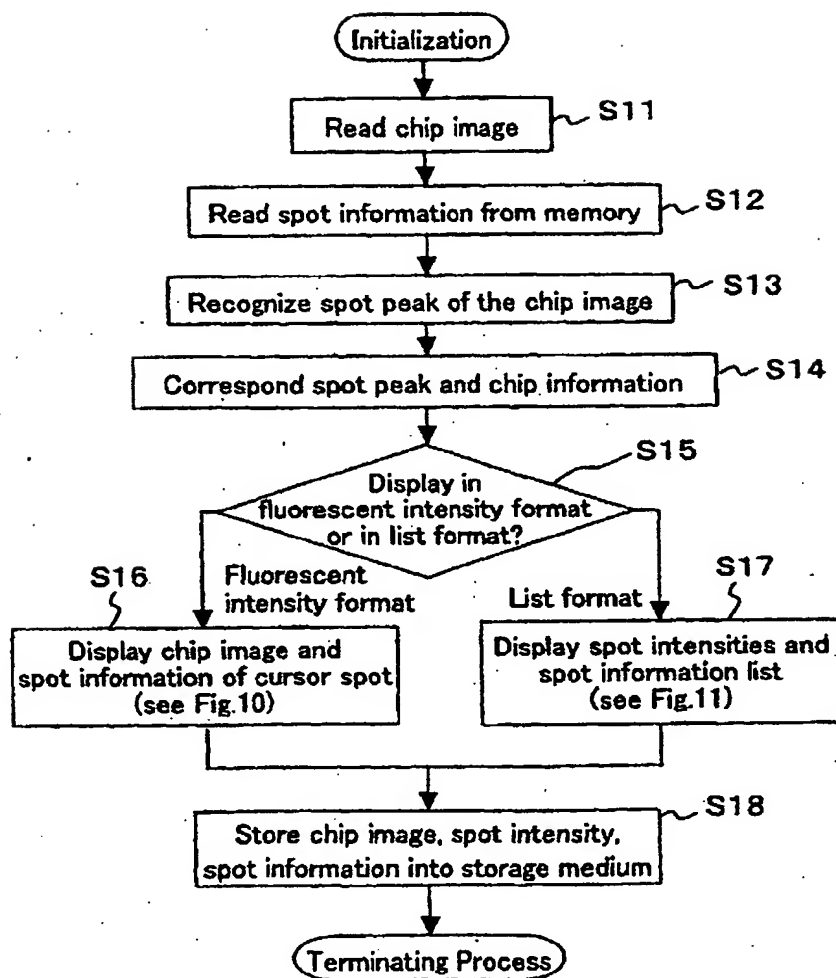 Initialization
S11
Read chip image
S12
Read spot information from memory
S13
Recognize spot peak of the chip image
S14
Correspond spot peak and chip information
S15
Display in
fluorescent intensity format
or in list format?
S16
Fluorescent
intensity format
S17
List format
Display chip image and
spot information of cursor spot
(see Fig.10)
Display spot intensities and
spot information list
(see Fig.11)
S18
Store chip image, spot intensity,
spot information into storage medium
Terminating Process